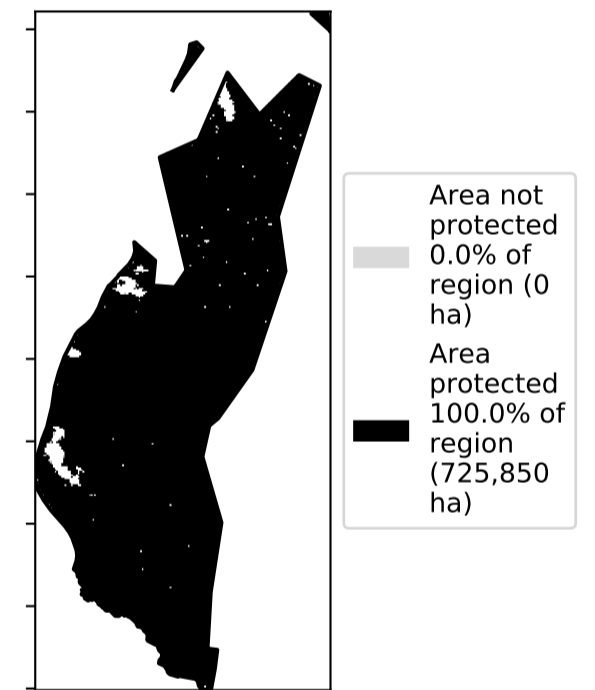 Area not
protected
0.0% of
region (0
ha)
Area
protected
100.0% of
region
(725,850
ha)